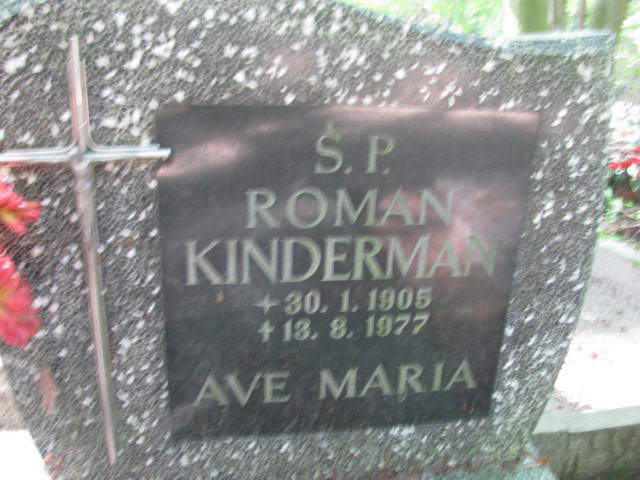 Ś.P.
ROMAN
KINDERMAN
+ 30. 1. 1905
✝ 13. 8. 1977
AVE MARIA